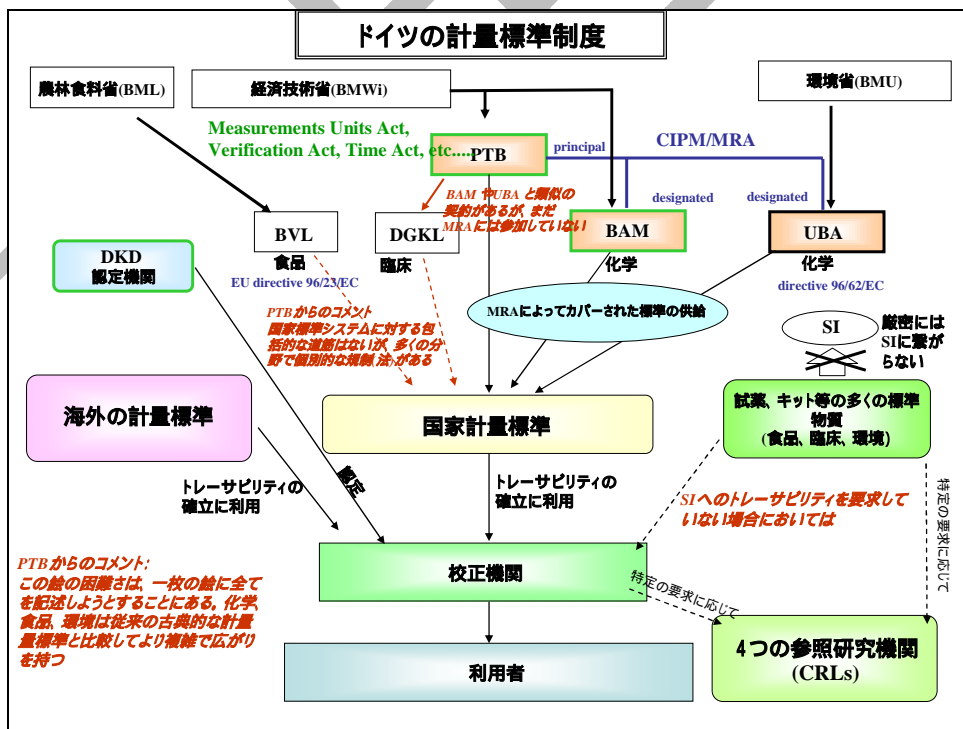 ドイツの計量標準制度
農林食料省(BML)
経済技術省(BMWi)
環境省(BMU)
Measurements Units Act,
Verification Act, Time Act, etc.....
PTB
principal
CIPM/MRA
designated
designated
BAM やUBA と類似の
契約があるが、まだ
MRAには参加していない
BVL
食品
EU directive 96/23/EC
DGKL
臨床
BAM
化学
UBA
化学
directive 96/62/EC
DKD
認定機関
MRAによってカバーされた標準の供給
SI
厳密には
SIに繋が
らない
PTBからのコメント
国家標準システムに対する包
括的な道筋はないが、多くの分
野で個別的な規制(法)がある
海外の計量標準
国家計量標準
試薬、キット等の多くの標準
物質
(食品、臨床、環境)
トレーサビリティの
確立に利用
認定
トレーサビリティの
確立に利用
SIへのトレーサビリティを要求して
いない場合においては
特定の要求に応じて
PTBからのコメント:
この絵の困難さは、一枚の絵に全て
を記述しようとすることにある。化学、
食品、環境は従来の古典的な計量
量標準と比較してより複雑で広がり
を持つ
校正機関
特定の要求に応じて
利用者
4つの参照研究機関
(CRLs)